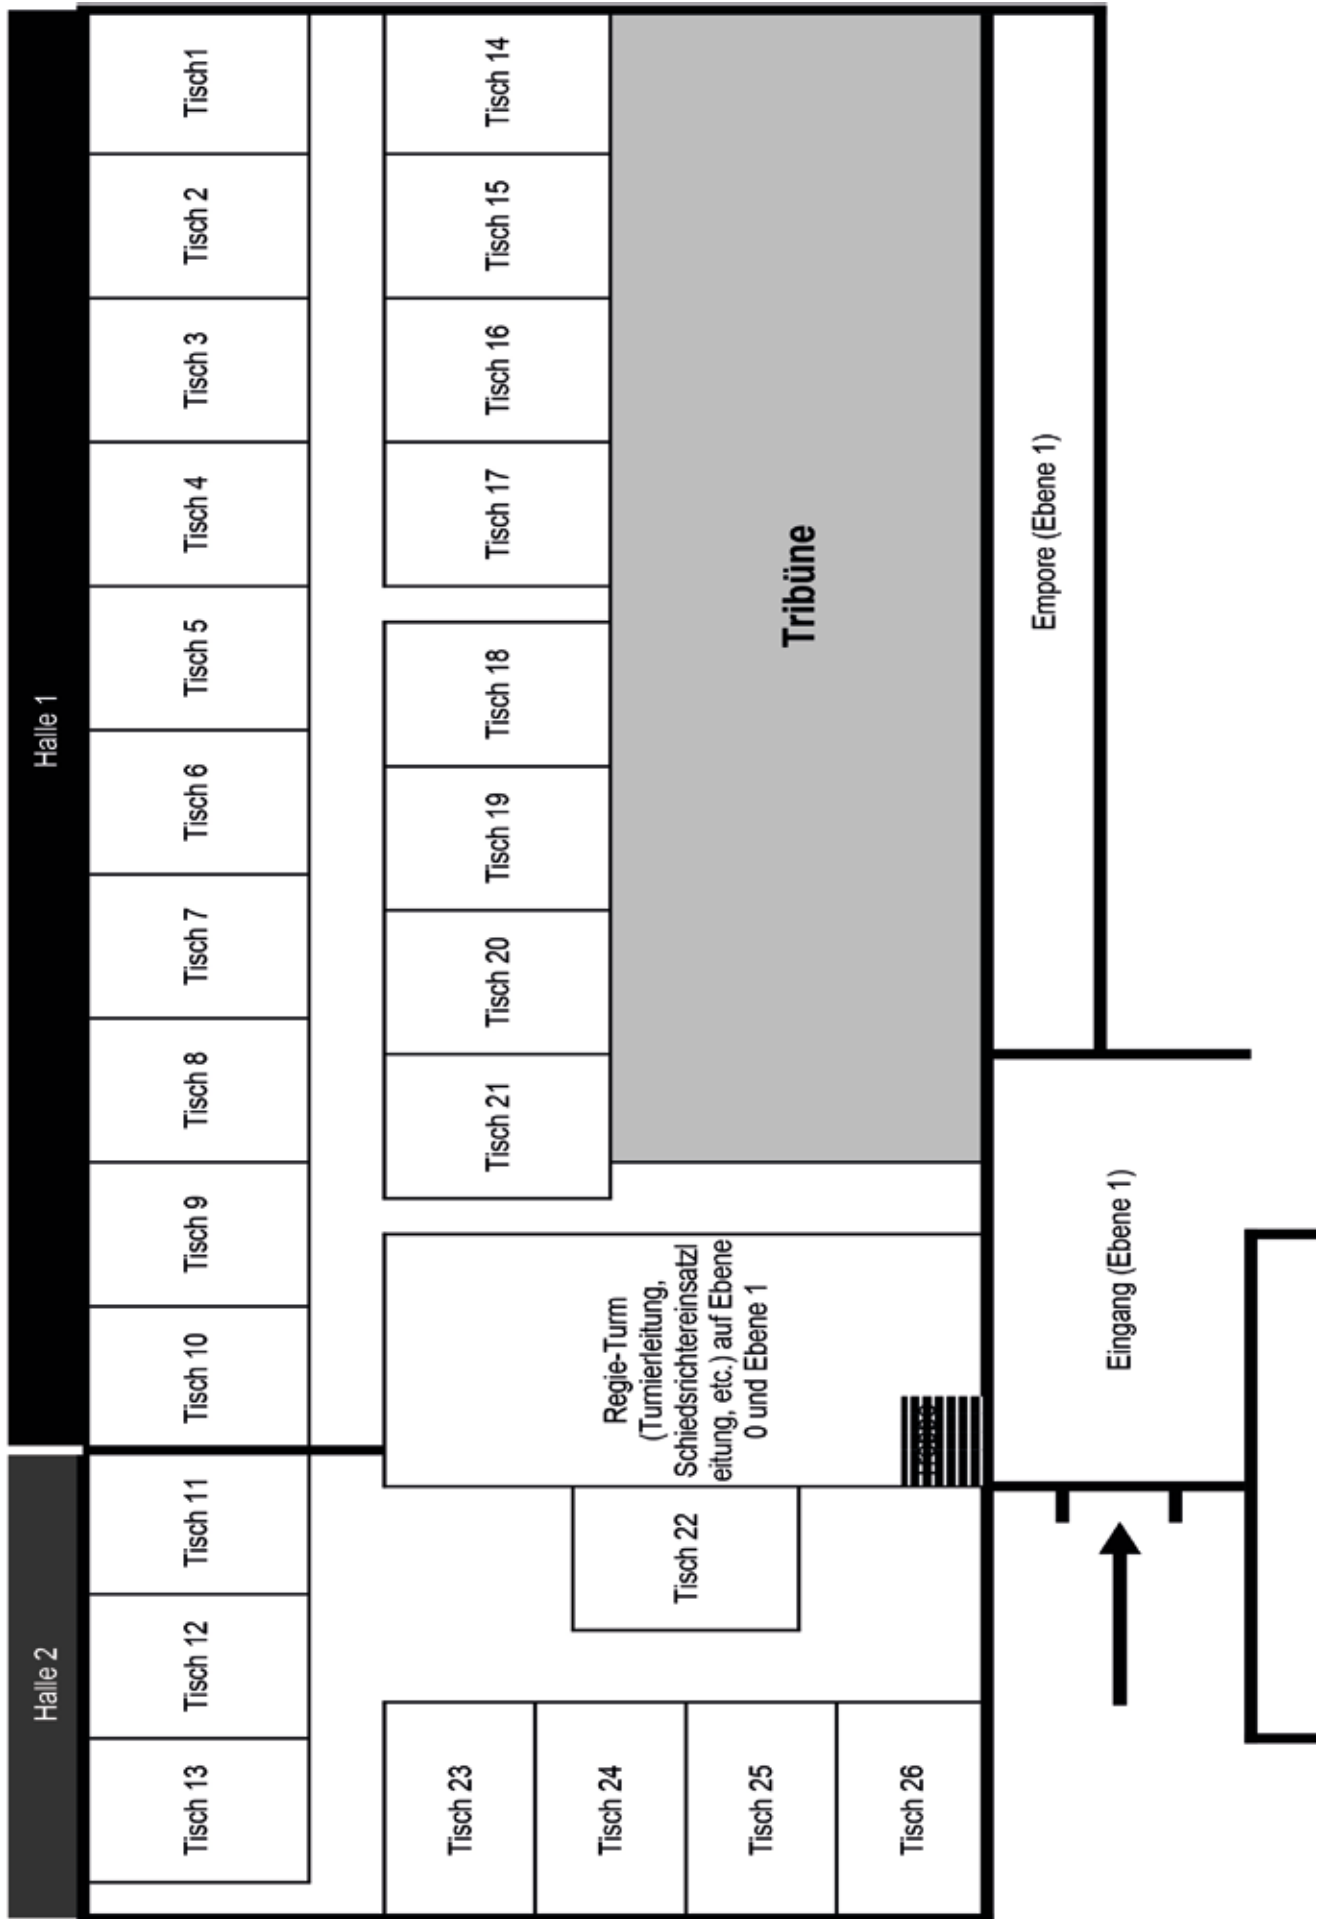 Halle 1
Halle 2
Tisch1
Tisch 2
Tisch 3
Tisch 4
Tisch 5
Tisch 6
Tisch 7
Tisch 8
Tisch 9
Tisch 10
Tisch 11
Tisch 12
Tisch 13
Tisch 14
Tisch 15
Tisch 16
Tisch 17
Tisch 18
Tisch 19
Tisch 20
Tisch 21
Tribüne
Regie-Turm
(Turnierleitung,
Schiedsrichtereinsatzl
eitung, etc.) auf Ebene
0 und Ebene 1
Tisch 22
Tisch 23
Tisch 24
Tisch 25
Tisch 26
Empore (Ebene 1)
Eingang (Ebene 1)